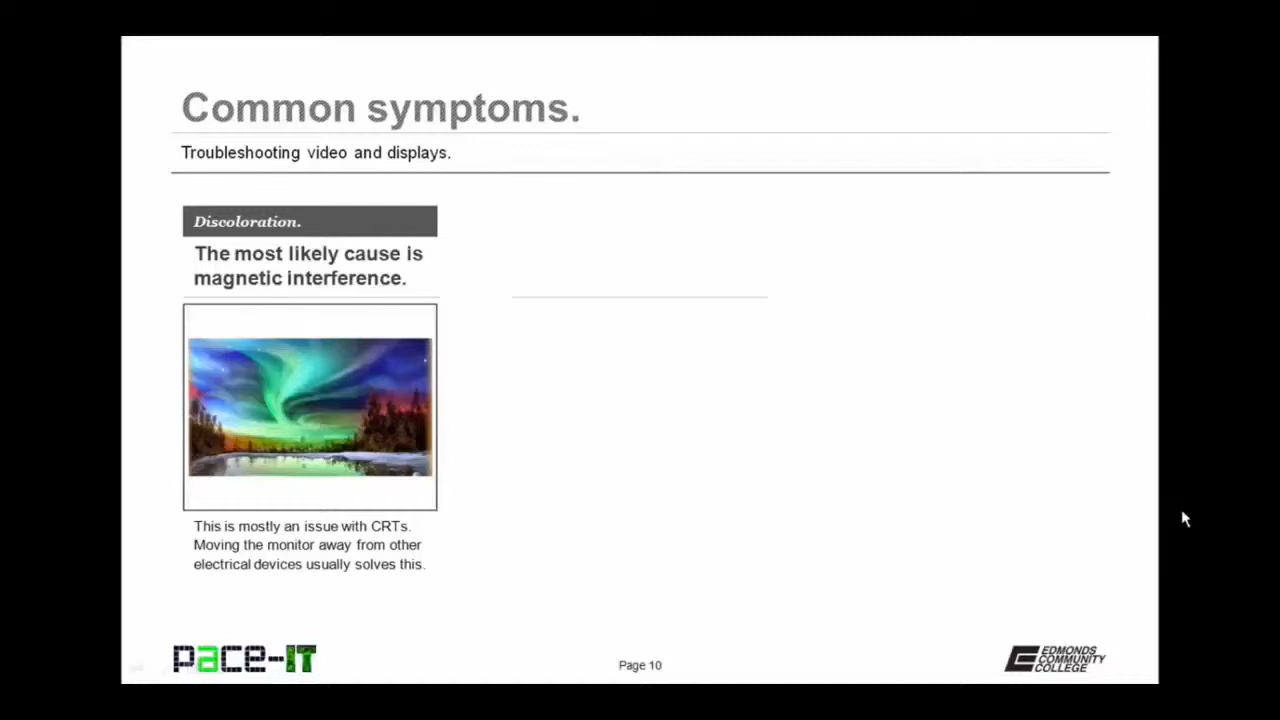 Common symptoms.
Troubleshooting video and displays.
Discoloration.
The most likely cause is
magnetic interference.
This is mostly an issue with CRTs.
Moving the monitor away from other
electrical devices usually solves this.
pace-IT
Page 10
EDMONDS
COMMUNITY
COLLEGE